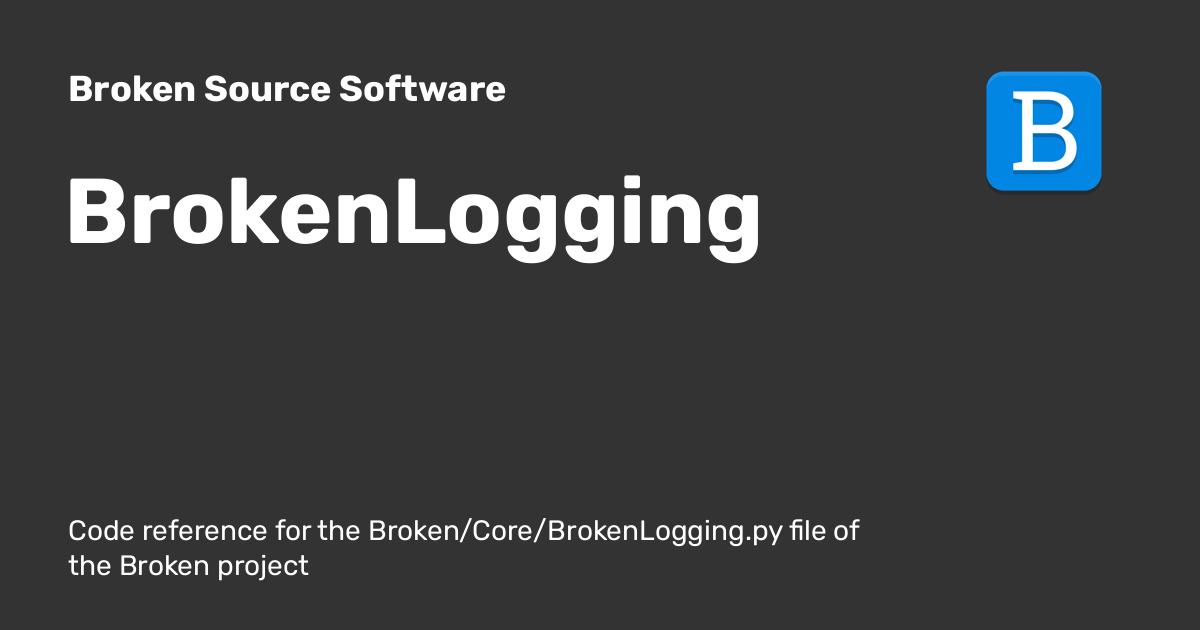 Broken Source Software
B
BrokenLogging
Code reference for the Broken/Core/BrokenLogging.py file of
the Broken project